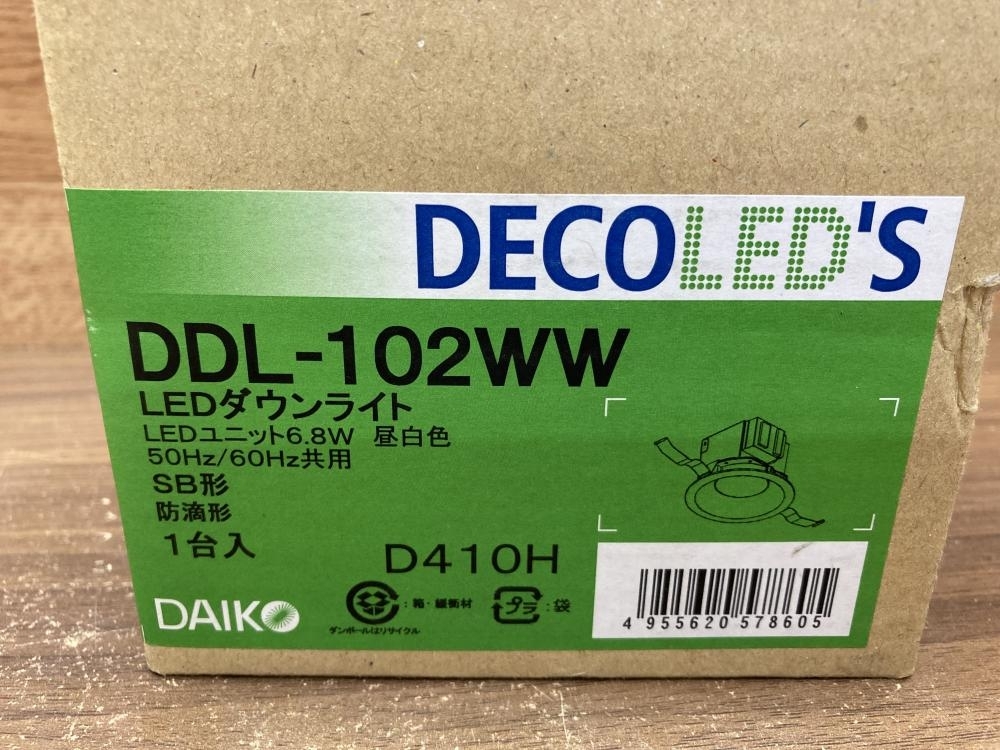 DECOLED'S
DDL-102WW
LEDダウンライト
LEDユニット6.8W 昼白色
50Hz/60Hz共用
SB形
防滴形
1台入
D410H
DAIKO
:箱・緩衝材
ダンボールはリサイクル
プラ :袋
4 955620 578605